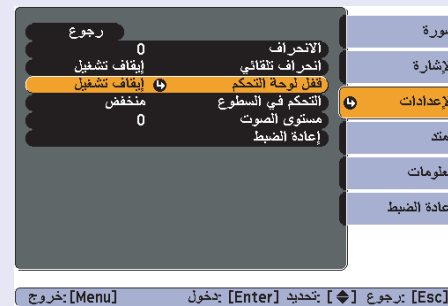 رجوع
الانحراف 0
انحراف تلقائي إيقاف تشغيل
قفل لوحة التحكم إيقاف تشغيل
التحكم في السطوع منخفض
مستوى الصوت 0
إعادة الضبط
صورة
الإشارة
الإعدادات
ممتد
معلومات
إعادة الضبط
[Esc] :رجوع [◆] :تحديد [Enter] :دخول [Menu] :خروج